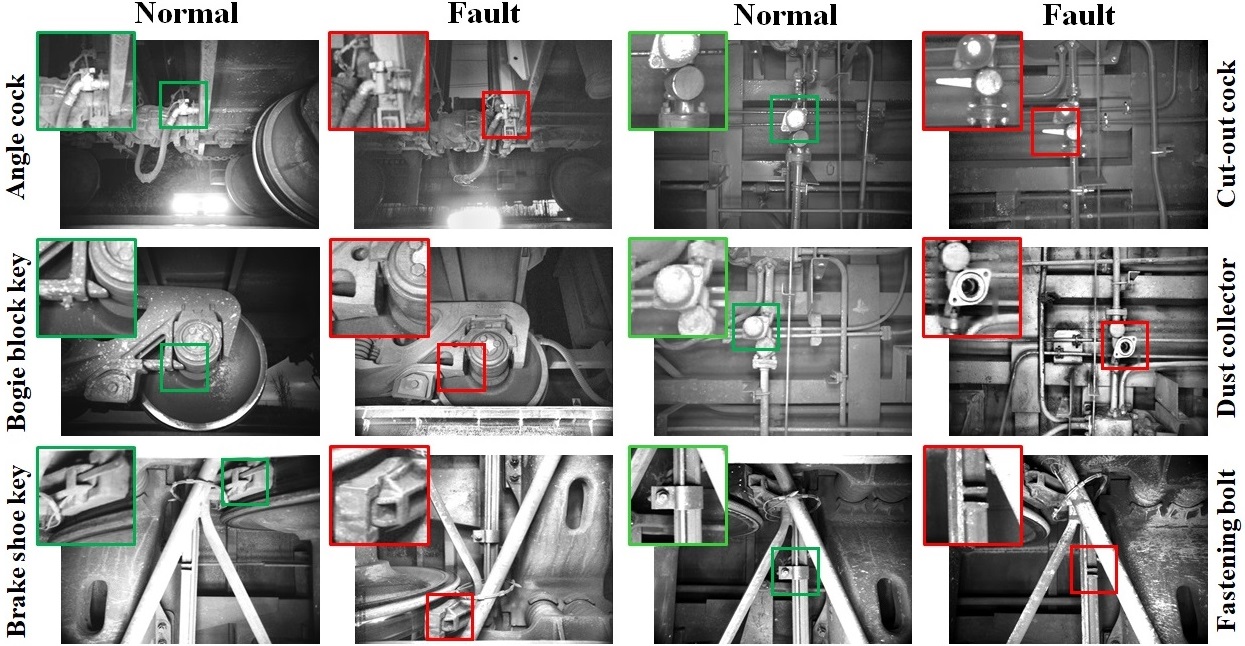 Normal
Fault
Normal
Fault
Angle cock
Cut-out cock
Bogie block key
Dust collector
Brake shoe key
Fastening bolt